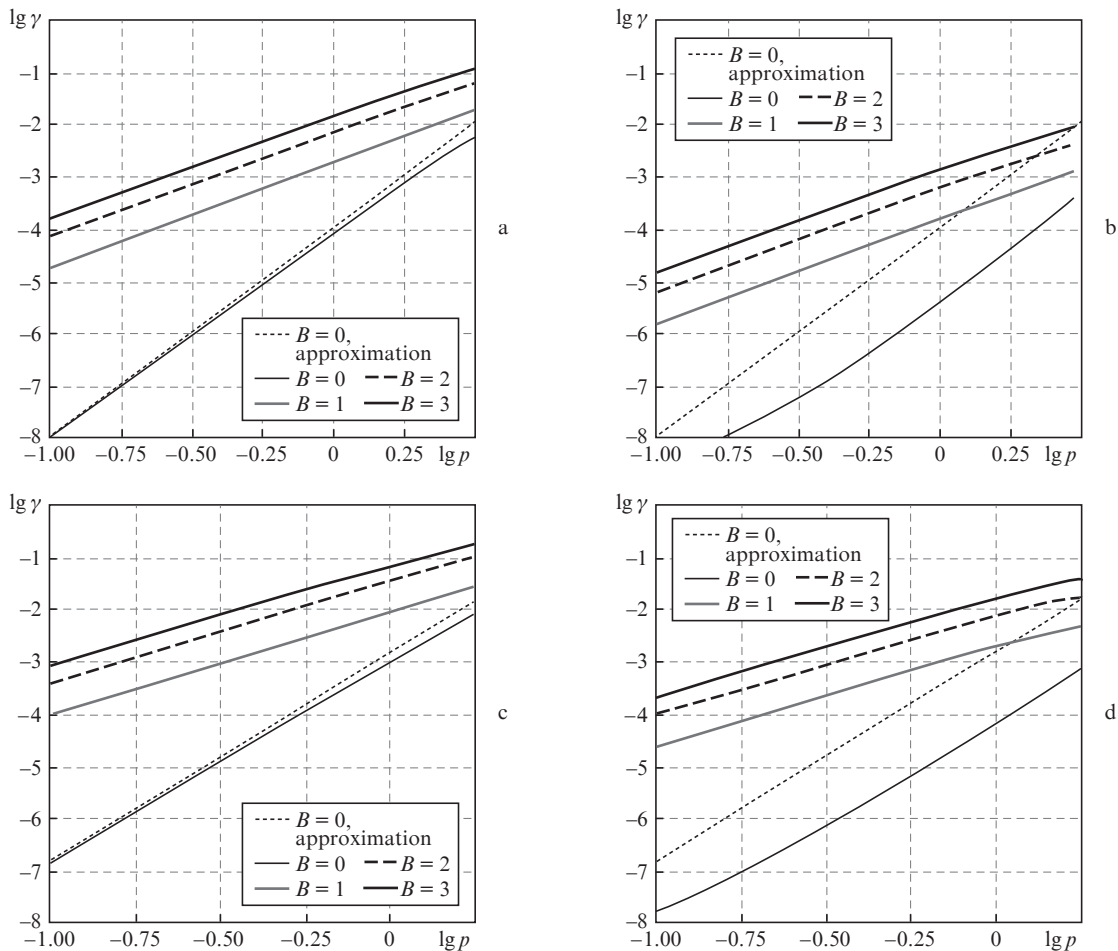 lg γ
−1
−2
−3
−4
−5
−6
−7
−8
−1.00 −0.75 −0.50 −0.25 0 0.25 lg p
B = 0,
approximation
B = 0 B = 2
B = 1 B = 3
a
lg γ
−1
−2
−3
−4
−5
−6
−7
−8
−1.00 −0.75 −0.50 −0.25 0 0.25 lg p
B = 0,
approximation
B = 0 B = 2
B = 1 B = 3
b
lg γ
−1
−2
−3
−4
−5
−6
−7
−8
−1.00 −0.75 −0.50 −0.25 0 lg p
B = 0,
approximation
B = 0 B = 2
B = 1 B = 3
c
lg γ
−1
−2
−3
−4
−5
−6
−7
−8
−1.00 −0.75 −0.50 −0.25 0 lg p
B = 0,
approximation
B = 0 B = 2
B = 1 B = 3
d